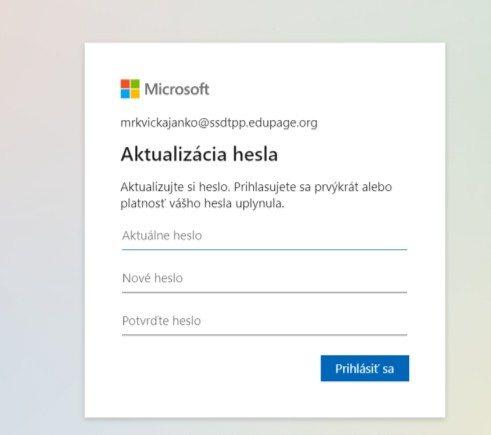 Microsoft
mrkvickajanko@ssdtpp.edupage.org
Aktualizácia hesla
Aktualizujte si heslo. Prihlasujete sa prvýkrát alebo
platnosť vášho hesla uplynula.
Aktuálne heslo
Nové heslo
Potvrďte heslo
Prihlásiť sa